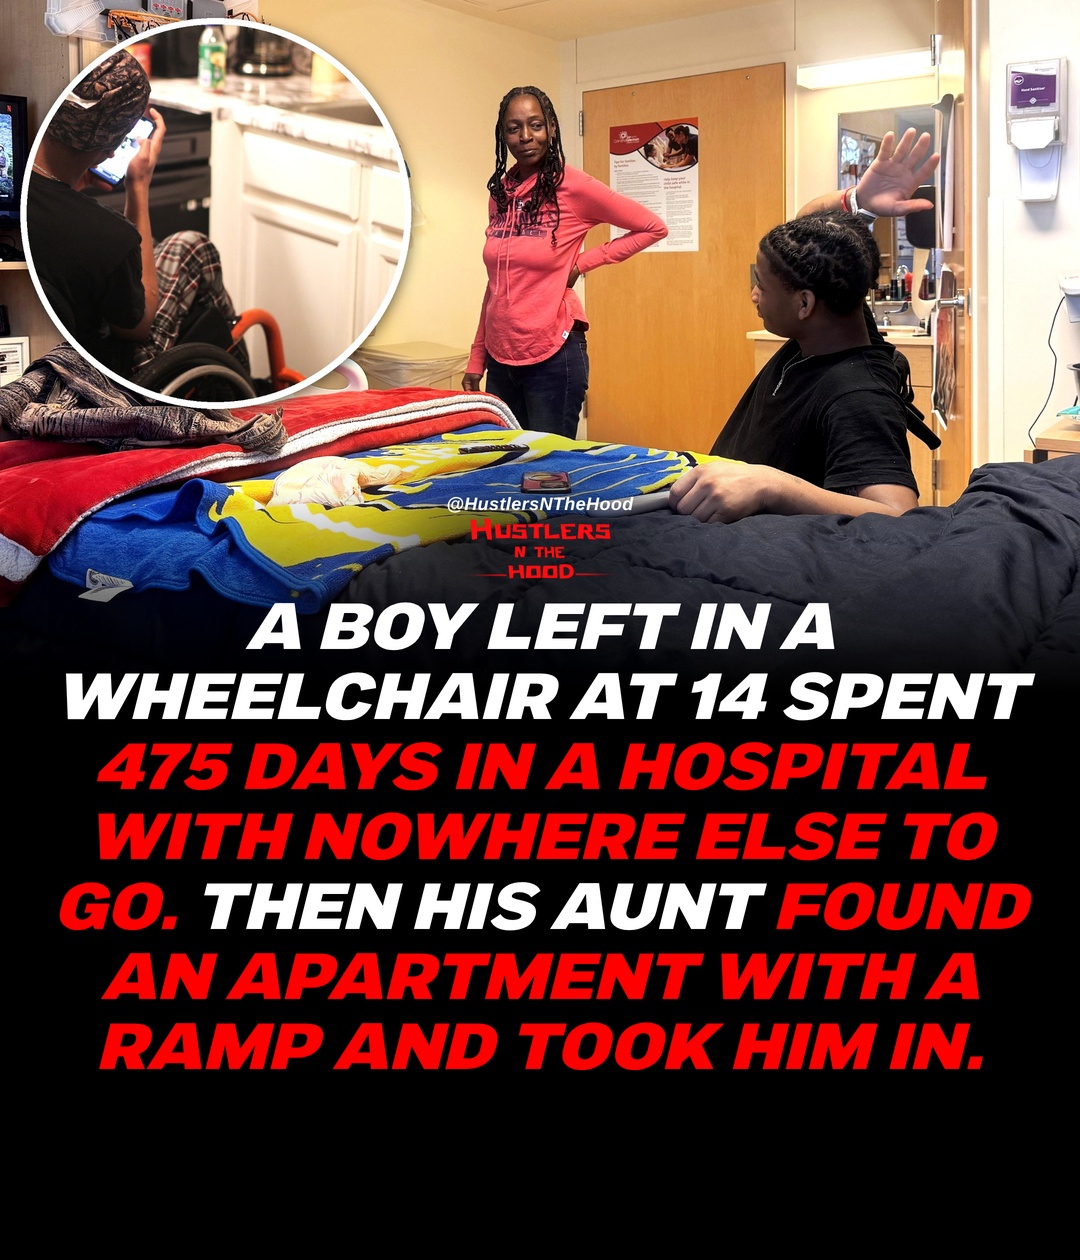 @HustlersNTheHood
HUSTLERS
N THE
HOOD
A BOY LEFT IN A
WHEELCHAIR AT 14 SPENT
475 DAYS IN A HOSPITAL
WITH NOWHERE ELSE TO
GO. THEN HIS AUNT FOUND
AN APARTMENT WITH A
RAMP AND TOOK HIM IN.